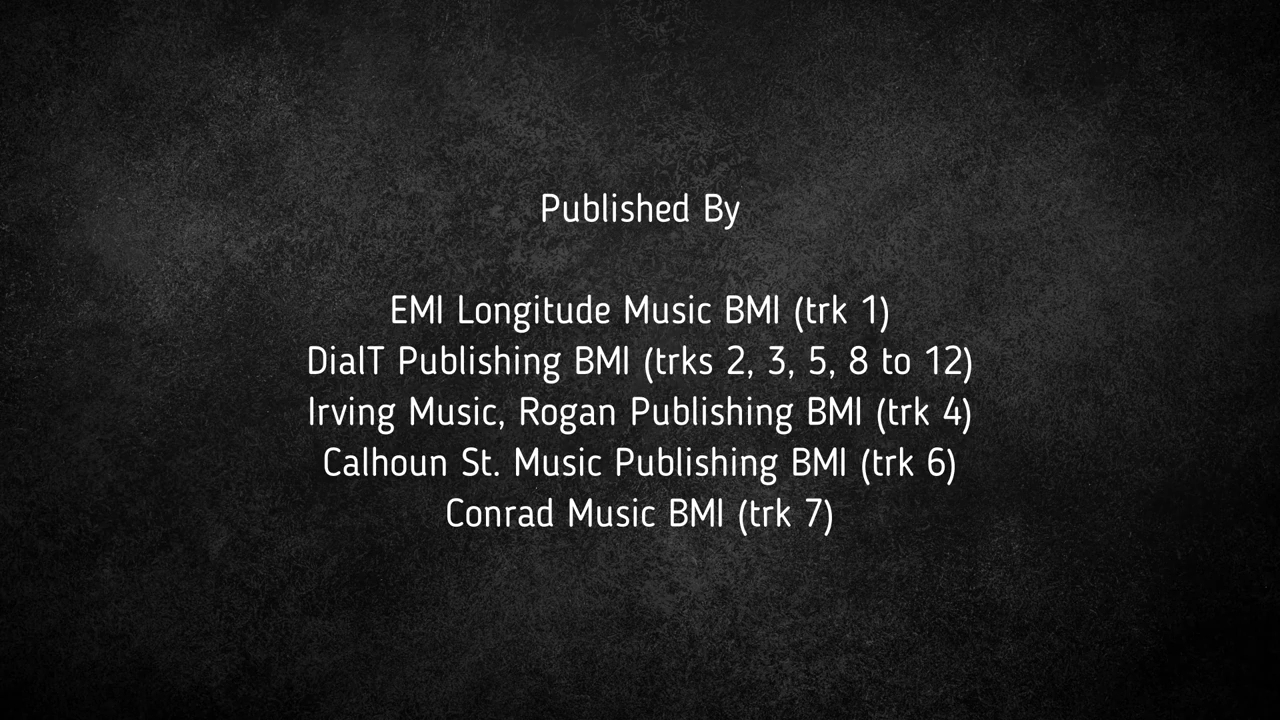 Published By
EMI Longitude Music BMI (trk 1)
DialT Publishing BMI (trks 2, 3, 5, 8 to 12)
Irving Music, Rogan Publishing BMI (trk 4)
Calhoun St. Music Publishing BMI (trk 6)
Conrad Music BMI (trk 7)